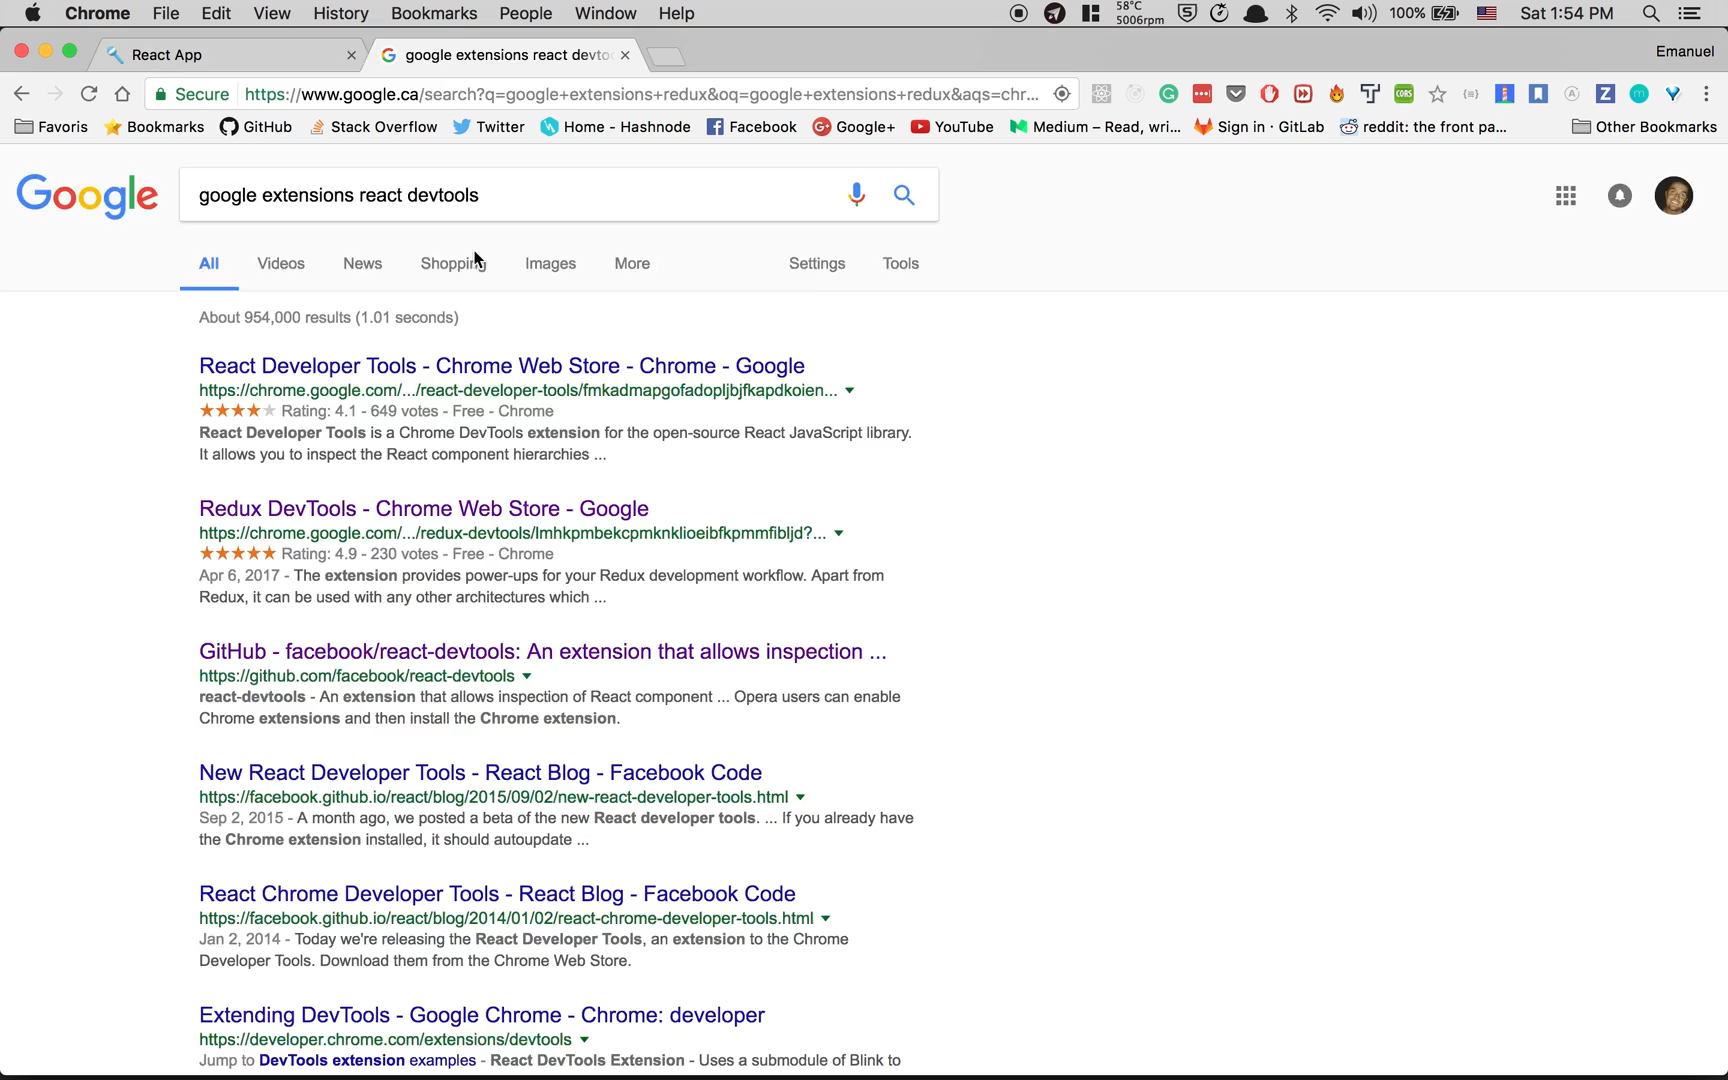 Chrome File Edit View History Bookmarks People Window Help 58°C 5006rpm 100% Sat 1:54 PM
React App google extensions react devto Emanuel
Secure https://www.google.ca/search?q=google+extensions+redux&oq=google+extensions+redux&aqs=chr... CORS
Favoris Bookmarks GitHub Stack Overflow Twitter Home - Hashnode Facebook Google+ YouTube Medium – Read, wri... Sign in · GitLab reddit: the front pa... Other Bookmarks
Google google extensions react devtools
All Videos News Shopping Images More Settings Tools
About 954,000 results (1.01 seconds)
React Developer Tools - Chrome Web Store - Chrome - Google
https://chrome.google.com/.../react-developer-tools/fmkadmapgofadopljbjfkapdkoien...
Rating: 4.1 - 649 votes - Free - Chrome
React Developer Tools is a Chrome DevTools extension for the open-source React JavaScript library.
It allows you to inspect the React component hierarchies ...
Redux DevTools - Chrome Web Store - Google
https://chrome.google.com/.../redux-devtools/lmhkpmbekcpmknklioeibfkpmmfibljd?...
Rating: 4.9 - 230 votes - Free - Chrome
Apr 6, 2017 - The extension provides power-ups for your Redux development workflow. Apart from
Redux, it can be used with any other architectures which ...
GitHub - facebook/react-devtools: An extension that allows inspection ...
https://github.com/facebook/react-devtools
react-devtools - An extension that allows inspection of React component ... Opera users can enable
Chrome extensions and then install the Chrome extension.
New React Developer Tools - React Blog - Facebook Code
https://facebook.github.io/react/blog/2015/09/02/new-react-developer-tools.html
Sep 2, 2015 - A month ago, we posted a beta of the new React developer tools. ... If you already have
the Chrome extension installed, it should autoupdate ...
React Chrome Developer Tools - React Blog - Facebook Code
https://facebook.github.io/react/blog/2014/01/02/react-chrome-developer-tools.html
Jan 2, 2014 - Today we're releasing the React Developer Tools, an extension to the Chrome
Developer Tools. Download them from the Chrome Web Store.
Extending DevTools - Google Chrome - Chrome: developer
https://developer.chrome.com/extensions/devtools
Jump to DevTools extension examples - React DevTools Extension - Uses a submodule of Blink to